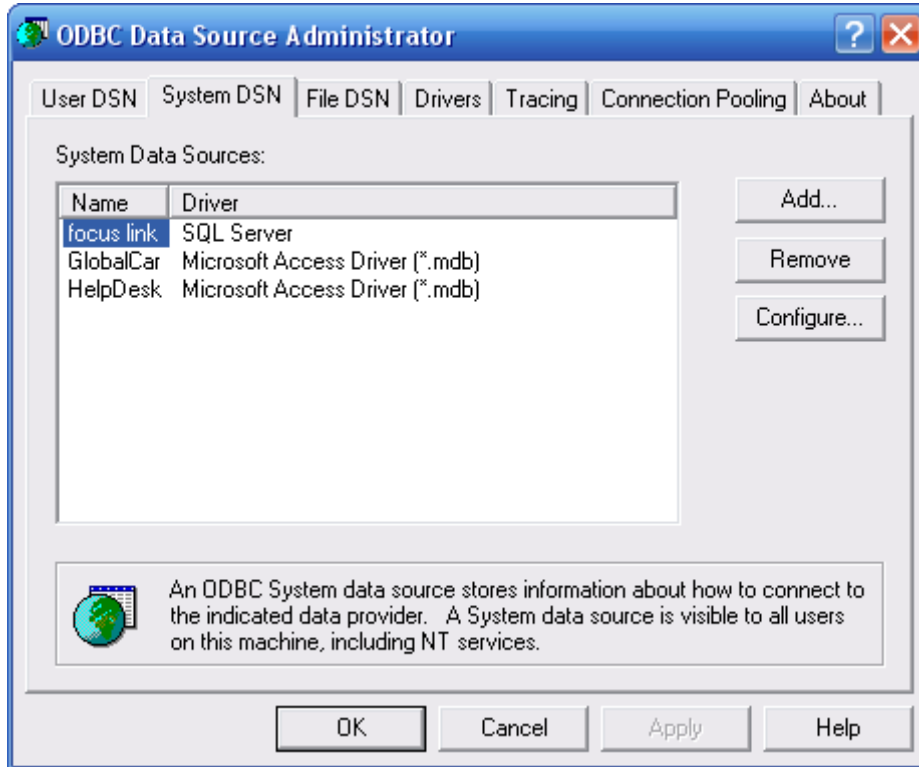 ODBC Data Source Administrator
User DSN System DSN File DSN Drivers Tracing Connection Pooling About
System Data Sources:
Name Driver
focus link SQL Server
GlobalCar Microsoft Access Driver (*.mdb)
HelpDesk Microsoft Access Driver (*.mdb)
Add...
Remove
Configure...
An ODBC System data source stores information about how to connect to
the indicated data provider. A System data source is visible to all users
on this machine, including NT services.
OK Cancel Apply Help